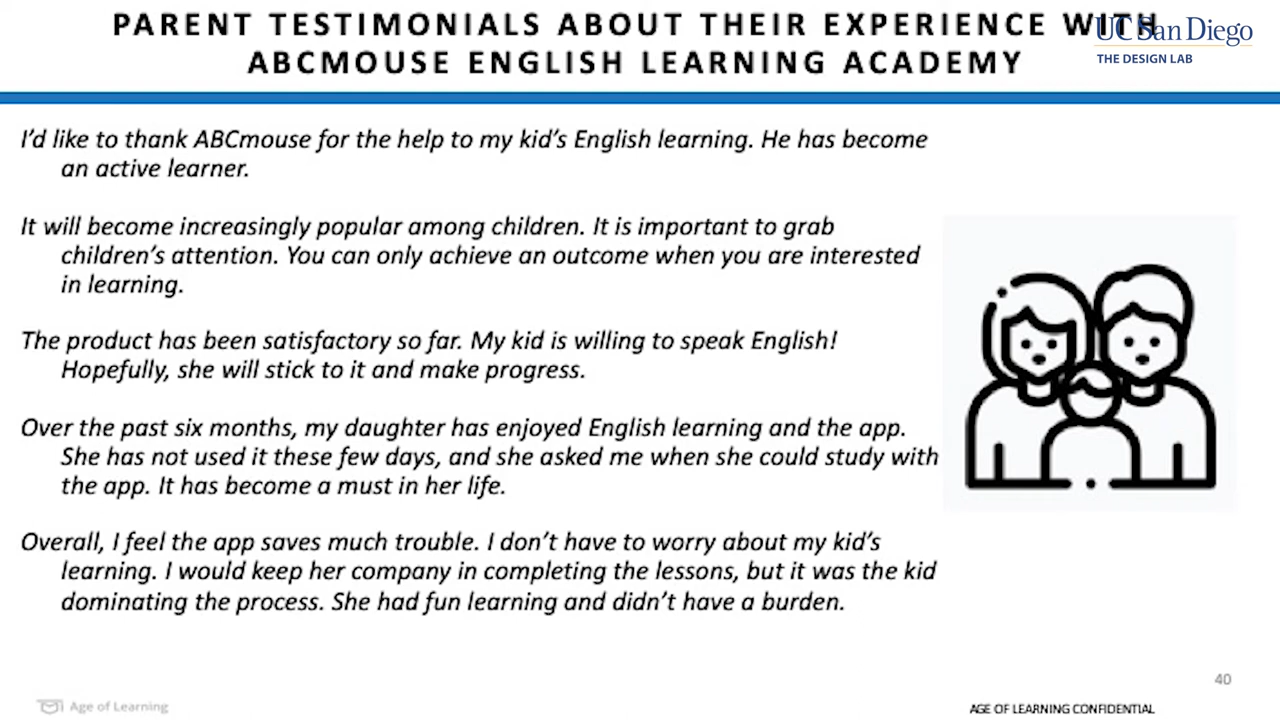 PARENT TESTIMONIALS ABOUT THEIR EXPERIENCE WITH
ABCMOUSE ENGLISH LEARNING ACADEMY
UC San Diego
THE DESIGN LAB
I'd like to thank ABCmouse for the help to my kid's English learning. He has become
an active learner.
It will become increasingly popular among children. It is important to grab
children's attention. You can only achieve an outcome when you are interested
in learning.
The product has been satisfactory so far. My kid is willing to speak English!
Hopefully, she will stick to it and make progress.
Over the past six months, my daughter has enjoyed English learning and the app.
She has not used it these few days, and she asked me when she could study with
the app. It has become a must in her life.
Overall, I feel the app saves much trouble. I don't have to worry about my kid's
learning. I would keep her company in completing the lessons, but it was the kid
dominating the process. She had fun learning and didn't have a burden.
40
Age of Learning
AGE OF LEARNING CONFIDENTIAL